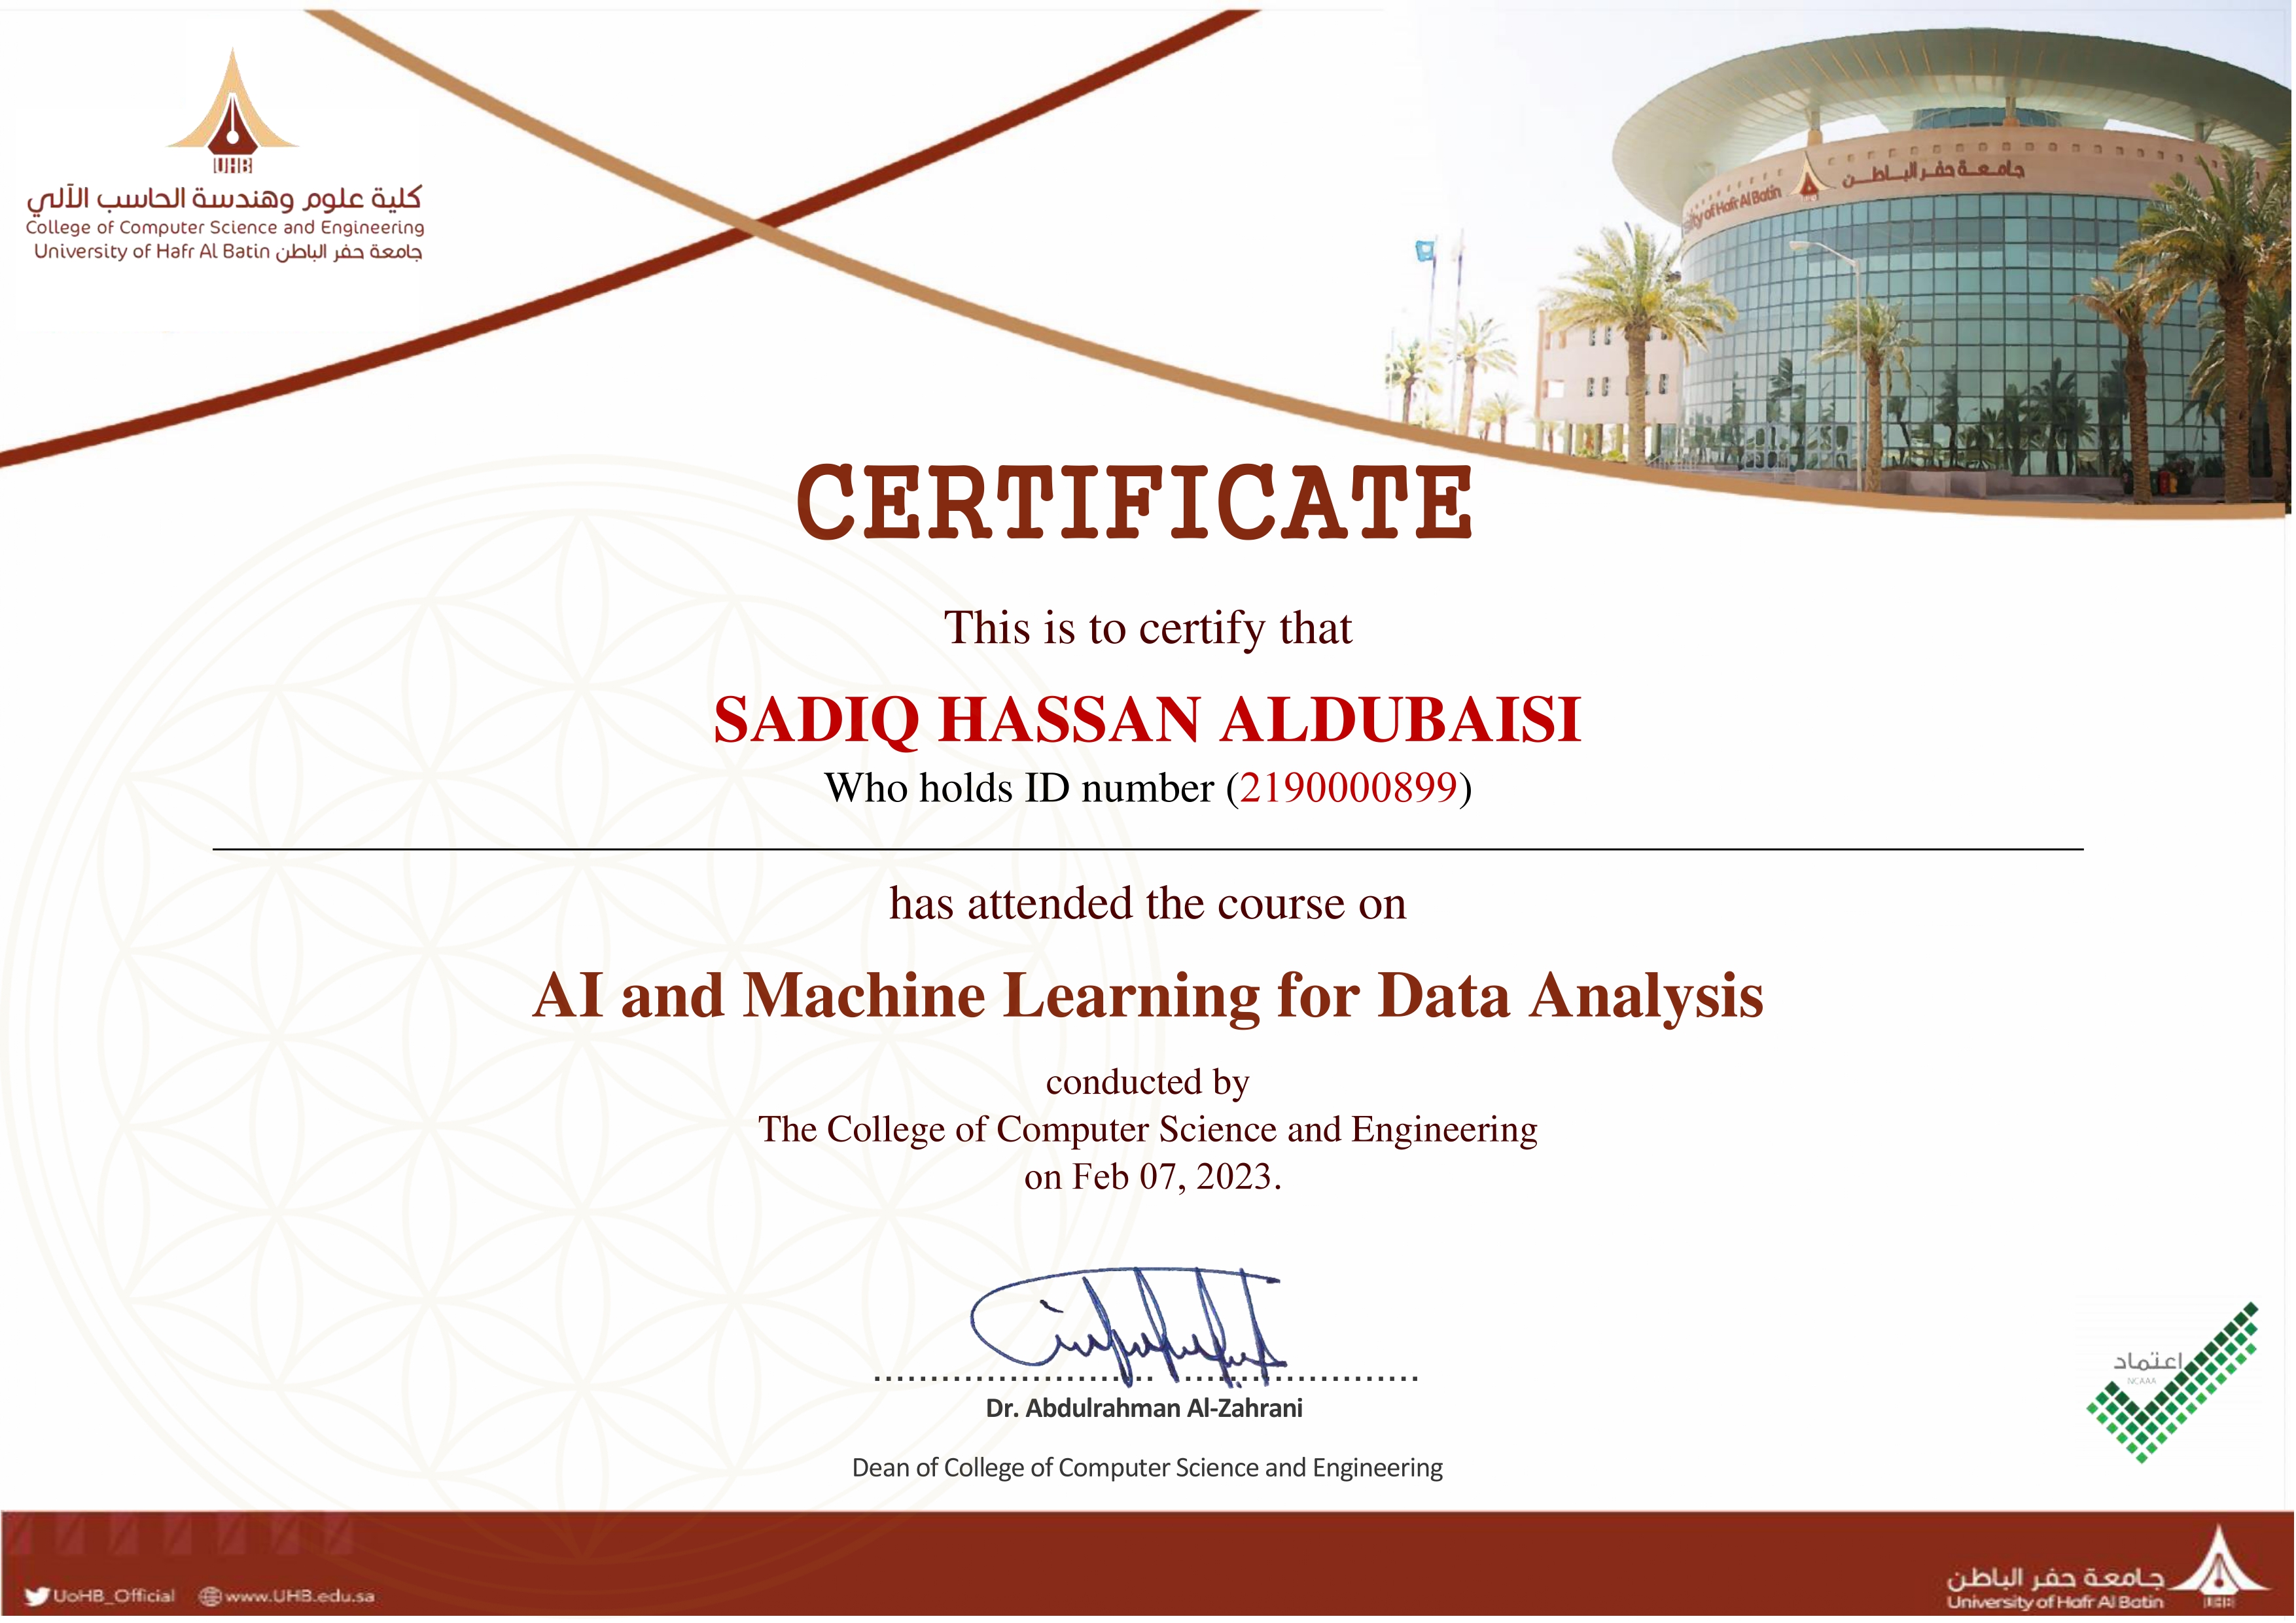 UHB
كلية علوم وهندسة الحاسب الآلي
College of Computer Science and Engineering
University of Hafr Al Batin جامعة حفر الباطن
of Hafr Al Batin جامعة حفر الباطن
CERTIFICATE
This is to certify that
SADIQ HASSAN ALDUBAISI
Who holds ID number (2190000899)
has attended the course on
AI and Machine Learning for Data Analysis
conducted by
The College of Computer Science and Engineering
on Feb 07, 2023.
Dr. Abdulrahman Al-Zahrani
Dean of College of Computer Science and Engineering
اعتماد
NCAAA
UoHB_Official www.UHB.edu.sa
جامعة حفر الباطن
University of Hafr Al Batin
UHB